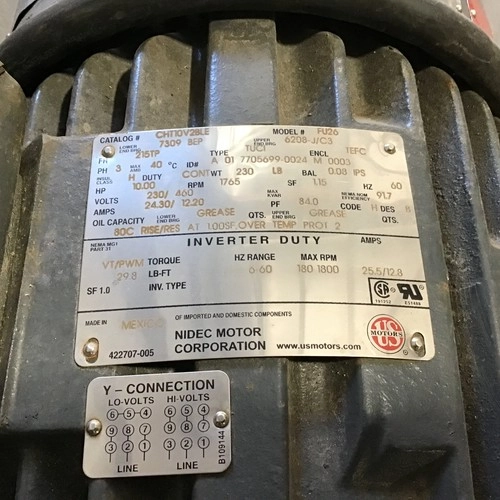 CATALOG # CHT10V2BLE MODEL # FU26
LOWER END BRG 7309 BEP UPPER END BRG 6208-J/C3
FR 215TP TYPE TUCI ENCL TEFC
PH 3 MAX AMB 40 °C ID# A 01 7705699-0024 M 0003
INSUL CLASS H DUTY CONT WT 230 LB BAL 0.08 IPS
HP 10.00 RPM 1765 SF 1.15 HZ 60
VOLTS 230/ 460 MAX KVAR NEMA NOM EFFICIENCY 91.7
AMPS 24.30/ 12.20 PF 84.0 CODE H DES B
OIL CAPACITY LOWER END BRG GREASE QTS. UPPER END BRG GREASE QTS.
80C RISE/RES AT 1.00SF, OVER TEMP PROT 2
NEMA MG1 PART 31 INVERTER DUTY AMPS
VT/PWM TORQUE HZ RANGE MAX RPM
29.8 LB-FT 6-60 180 1800 25.5/12.8
SF 1.0 INV. TYPE
SA 191252 RU E31488
MADE IN MEXICO OF IMPORTED AND DOMESTIC COMPONENTS
NIDEC MOTOR CORPORATION
www.usmotors.com
US MOTORS
422707-005
Y – CONNECTION
LO-VOLTS HI-VOLTS
6 5 4 6 5 4
9 8 7 9 8 7
3 2 1 3 2 1
LINE LINE
B109144